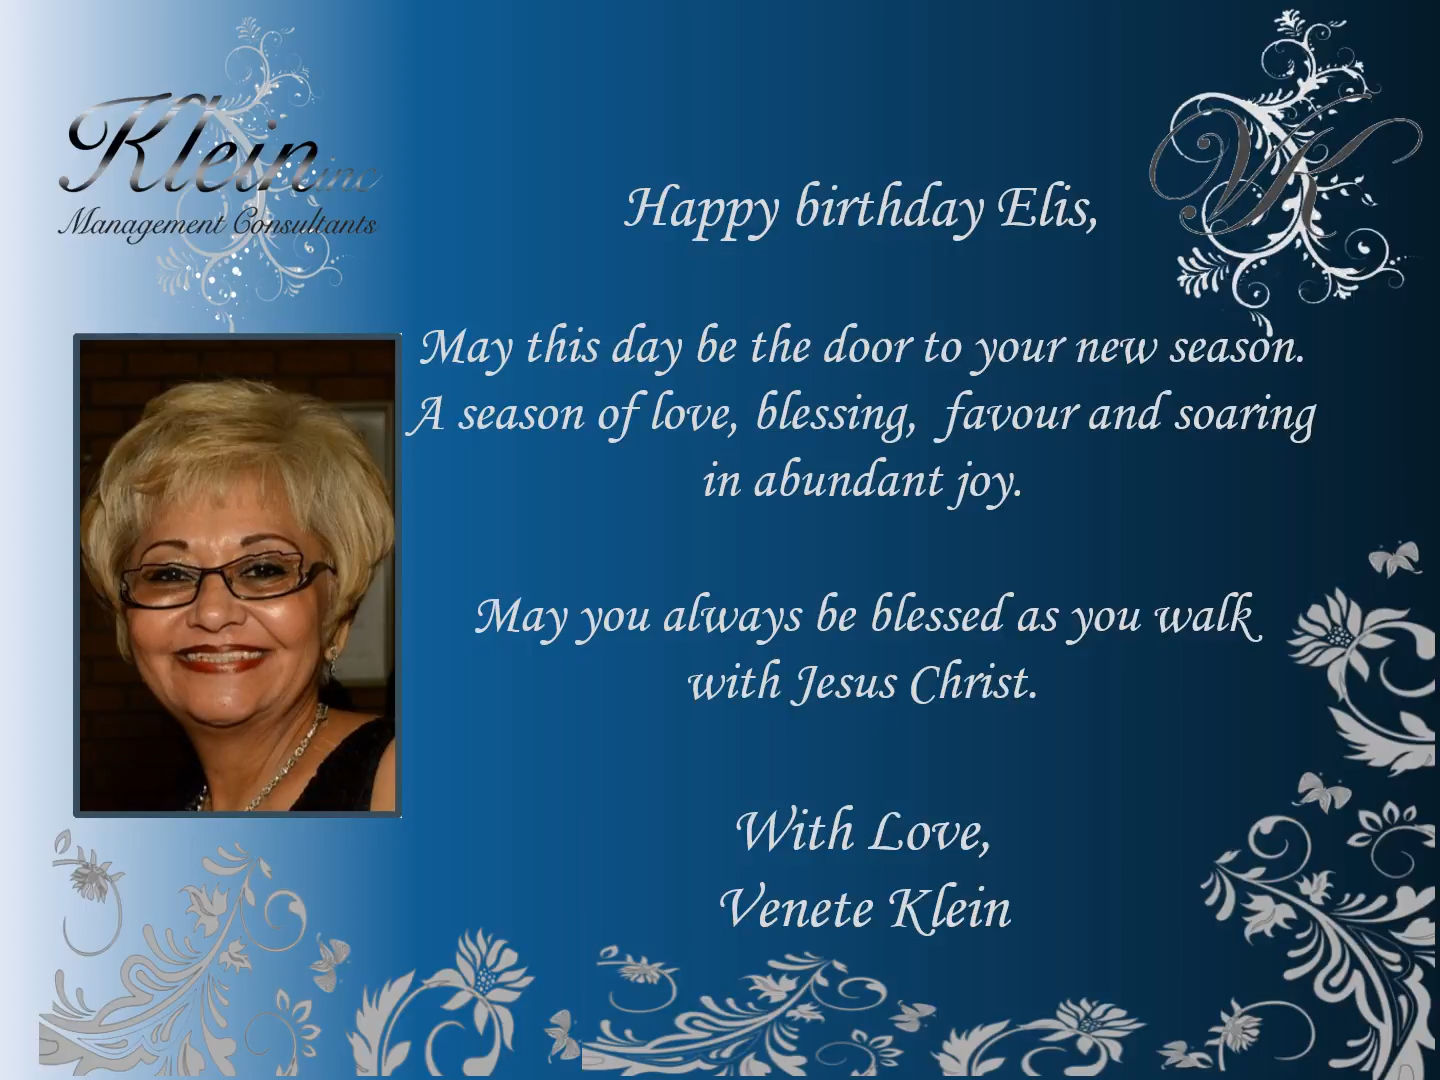 Klein inc
Management Consultants
VK
Happy birthday Elis,
May this day be the door to your new season.
A season of love, blessing, favour and soaring
in abundant joy.
May you always be blessed as you walk
with Jesus Christ.
With Love,
Venete Klein